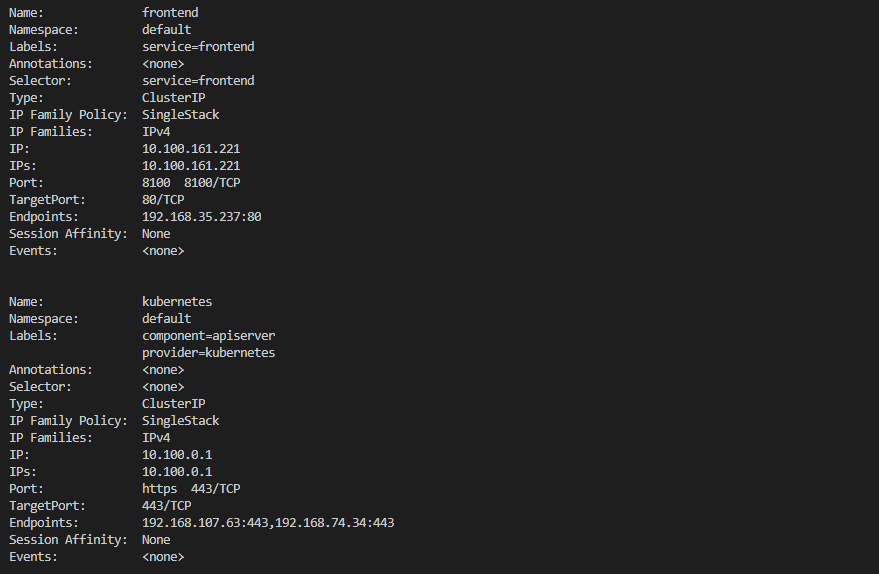 Name: frontend
Namespace: default
Labels: service=frontend
Annotations: <none>
Selector: service=frontend
Type: ClusterIP
IP Family Policy: SingleStack
IP Families: IPv4
IP: 10.100.161.221
IPs: 10.100.161.221
Port: 8100 8100/TCP
TargetPort: 80/TCP
Endpoints: 192.168.35.237:80
Session Affinity: None
Events: <none>
Name: kubernetes
Namespace: default
Labels: component=apiserver
provider=kubernetes
Annotations: <none>
Selector: <none>
Type: ClusterIP
IP Family Policy: SingleStack
IP Families: IPv4
IP: 10.100.0.1
IPs: 10.100.0.1
Port: https 443/TCP
TargetPort: 443/TCP
Endpoints: 192.168.107.63:443,192.168.74.34:443
Session Affinity: None
Events: <none>